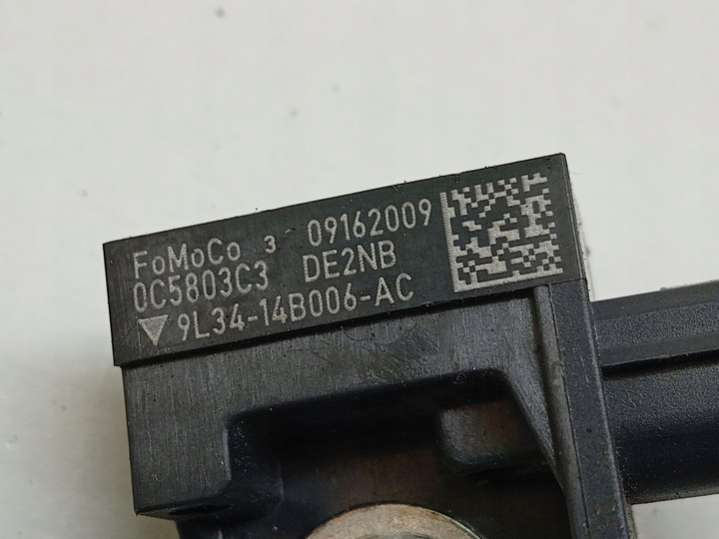 FoMoCo 3 09162009
0C5803C3 DE2NB
9L34-14B006-AC